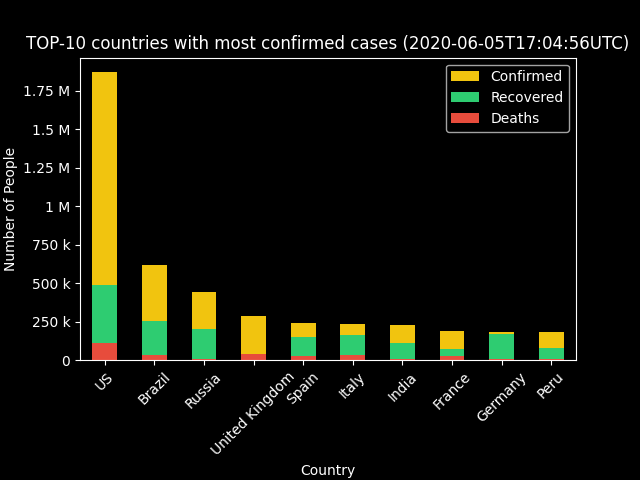 TOP-10 countries with most confirmed cases (2020-06-05T17:04:56UTC)
Confirmed
Recovered
Deaths
Number of People
1.75 M
1.5 M
1.25 M
1 M
750 k
500 k
250 k
0
US
Brazil
Russia
United Kingdom
Spain
Italy
India
France
Germany
Peru
Country